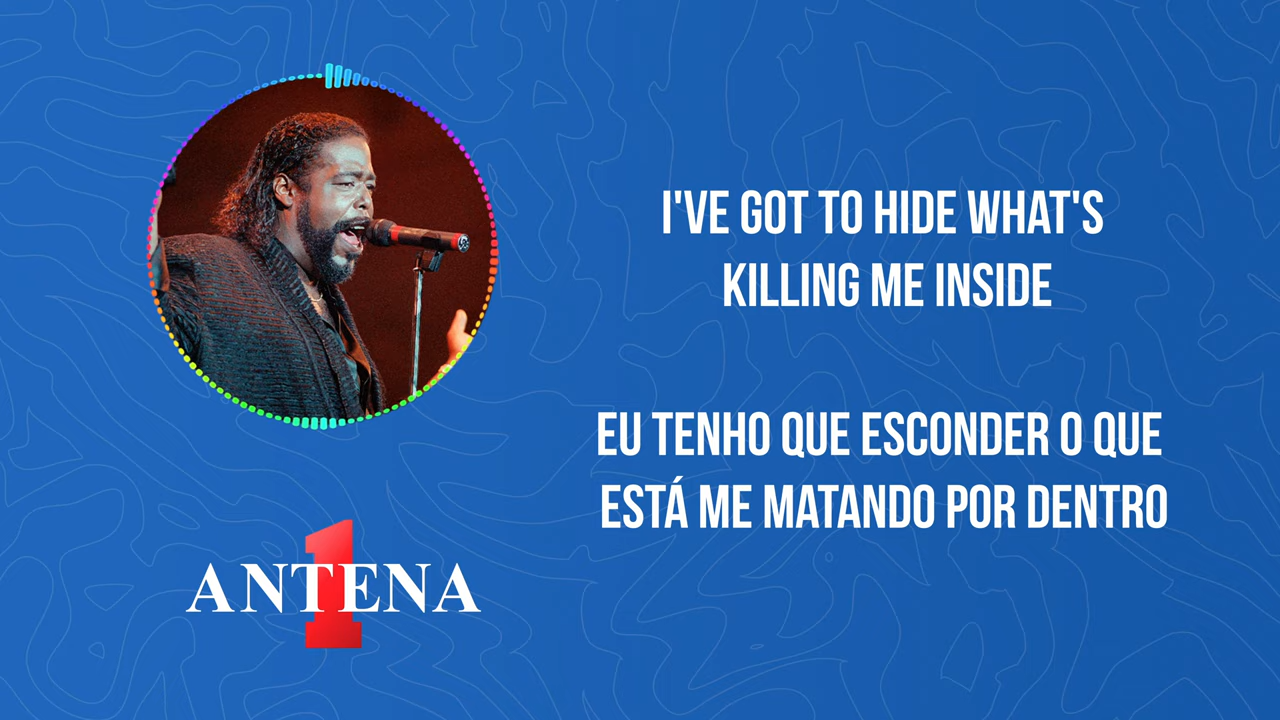 I'VE GOT TO HIDE WHAT'S
KILLING ME INSIDE
EU TENHO QUE ESCONDER O QUE
ESTÁ ME MATANDO POR DENTRO
ANTENA 1